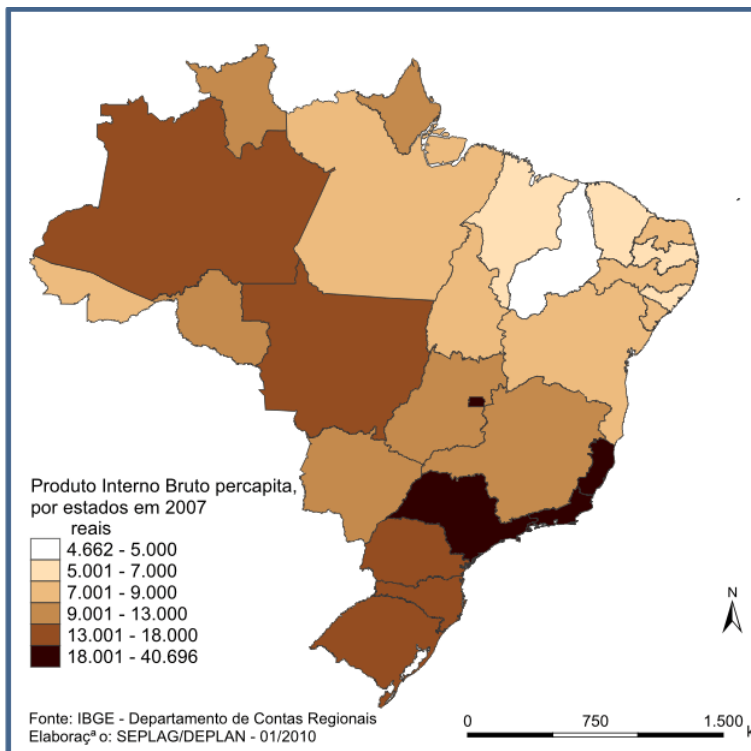 Produto Interno Bruto percapita,
por estados em 2007
reais
4.662 - 5.000
5.001 - 7.000
7.001 - 9.000
9.001 - 13.000
13.001 - 18.000
18.001 - 40.696
N
Fonte: IBGE - Departamento de Contas Regionais
Elaboraçª o: SEPLAG/DEPLAN - 01/2010
0 750 1.500